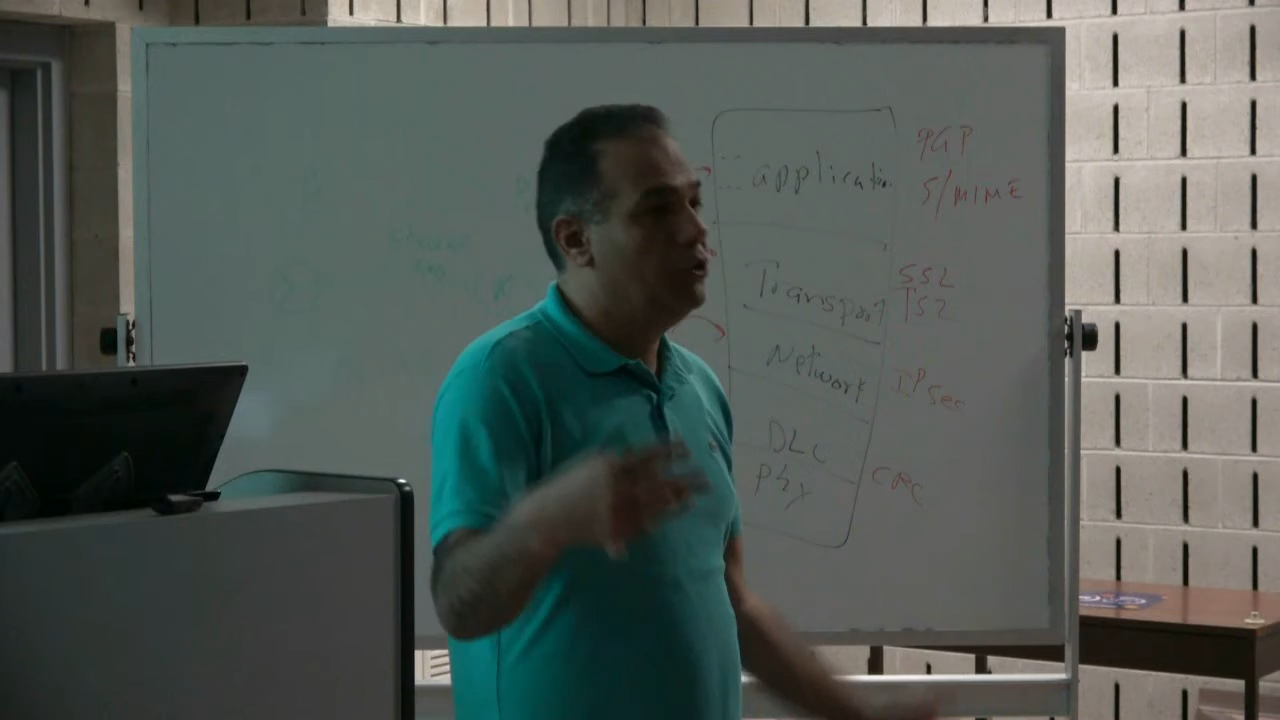 application
PGP
S/MIME
Transport
SSL
TSL
Network
IPsec
DLC
Phy
CRC